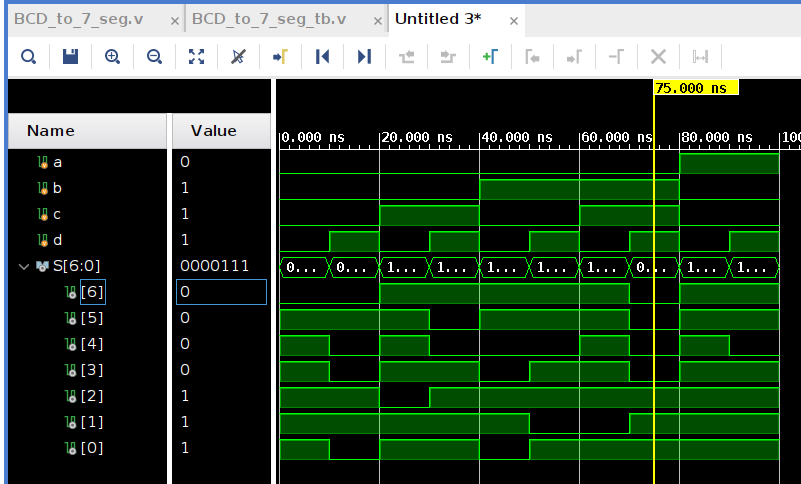 BCD_to_7_seg.v × BCD_to_7_seg_tb.v × Untitled 3* ×
75.000 ns
Name Value
0.000 ns 20.000 ns 40.000 ns 60.000 ns 80.000 ns 100
a 0
b 1
c 1
d 1
S[6:0] 0000111 0... 0... 1... 1... 1... 1... 1... 0... 1... 1...
[6] 0
[5] 0
[4] 0
[3] 0
[2] 1
[1] 1
[0] 1